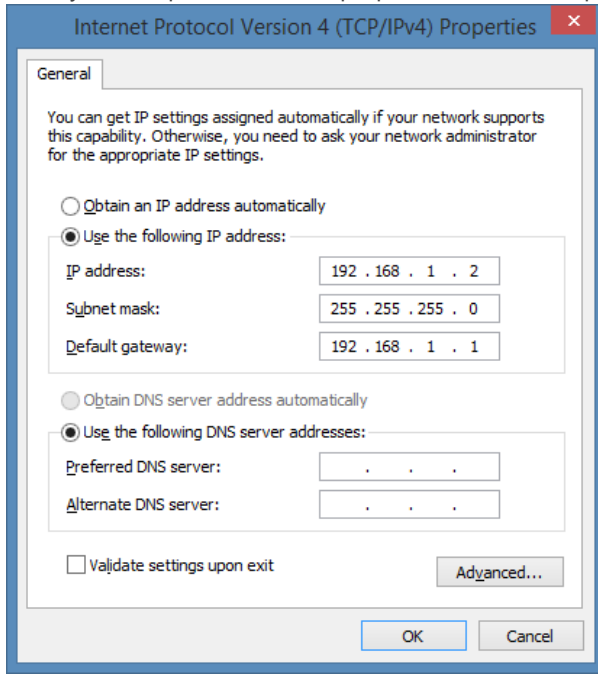 Internet Protocol Version 4 (TCP/IPv4) Properties
General
You can get IP settings assigned automatically if your network supports
this capability. Otherwise, you need to ask your network administrator
for the appropriate IP settings.
Obtain an IP address automatically
Use the following IP address:
IP address: 192 . 168 . 1 . 2
Subnet mask: 255 . 255 . 255 . 0
Default gateway: 192 . 168 . 1 . 1
Obtain DNS server address automatically
Use the following DNS server addresses:
Preferred DNS server: . . .
Alternate DNS server: . . .
Validate settings upon exit
Advanced...
OK Cancel